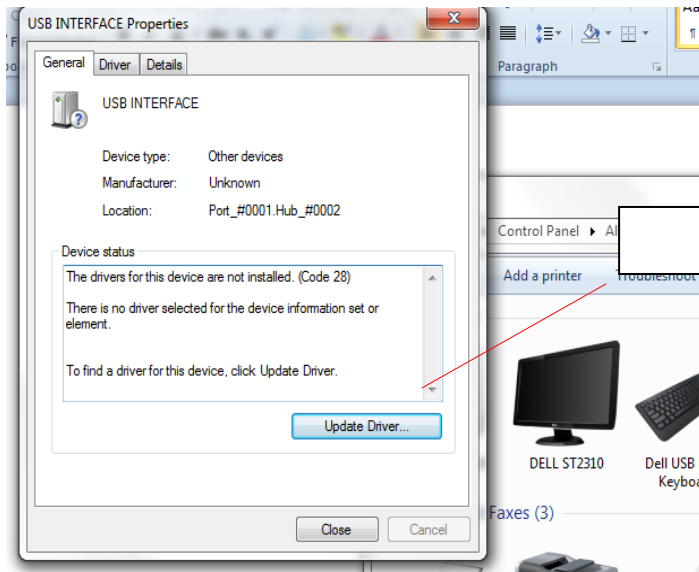 USB INTERFACE Properties
General Driver Details
USB INTERFACE
Device type: Other devices
Manufacturer: Unknown
Location: Port_#0001.Hub_#0002
Device status
The drivers for this device are not installed. (Code 28)
There is no driver selected for the device information set or
element.
To find a driver for this device, click Update Driver.
Update Driver...
Close Cancel
Paragraph
Control Panel
Add a printer
DELL ST2310
Dell USB
Faxes (3)